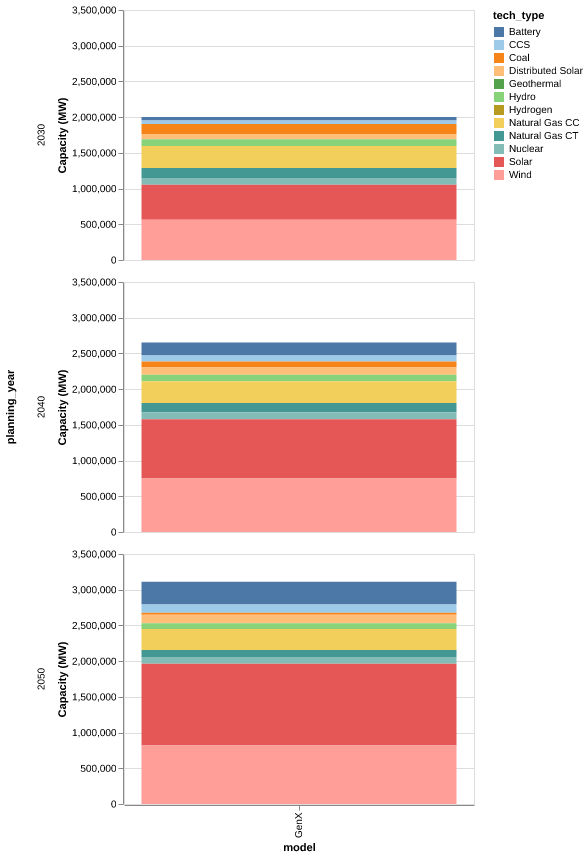 planning_year
2030
Capacity (MW)
3,500,000
3,000,000
2,500,000
2,000,000
1,500,000
1,000,000
500,000
0
2040
Capacity (MW)
3,500,000
3,000,000
2,500,000
2,000,000
1,500,000
1,000,000
500,000
0
2050
Capacity (MW)
3,500,000
3,000,000
2,500,000
2,000,000
1,500,000
1,000,000
500,000
0
GenX
model
tech_type
Battery
CCS
Coal
Distributed Solar
Geothermal
Hydro
Hydrogen
Natural Gas CC
Natural Gas CT
Nuclear
Solar
Wind